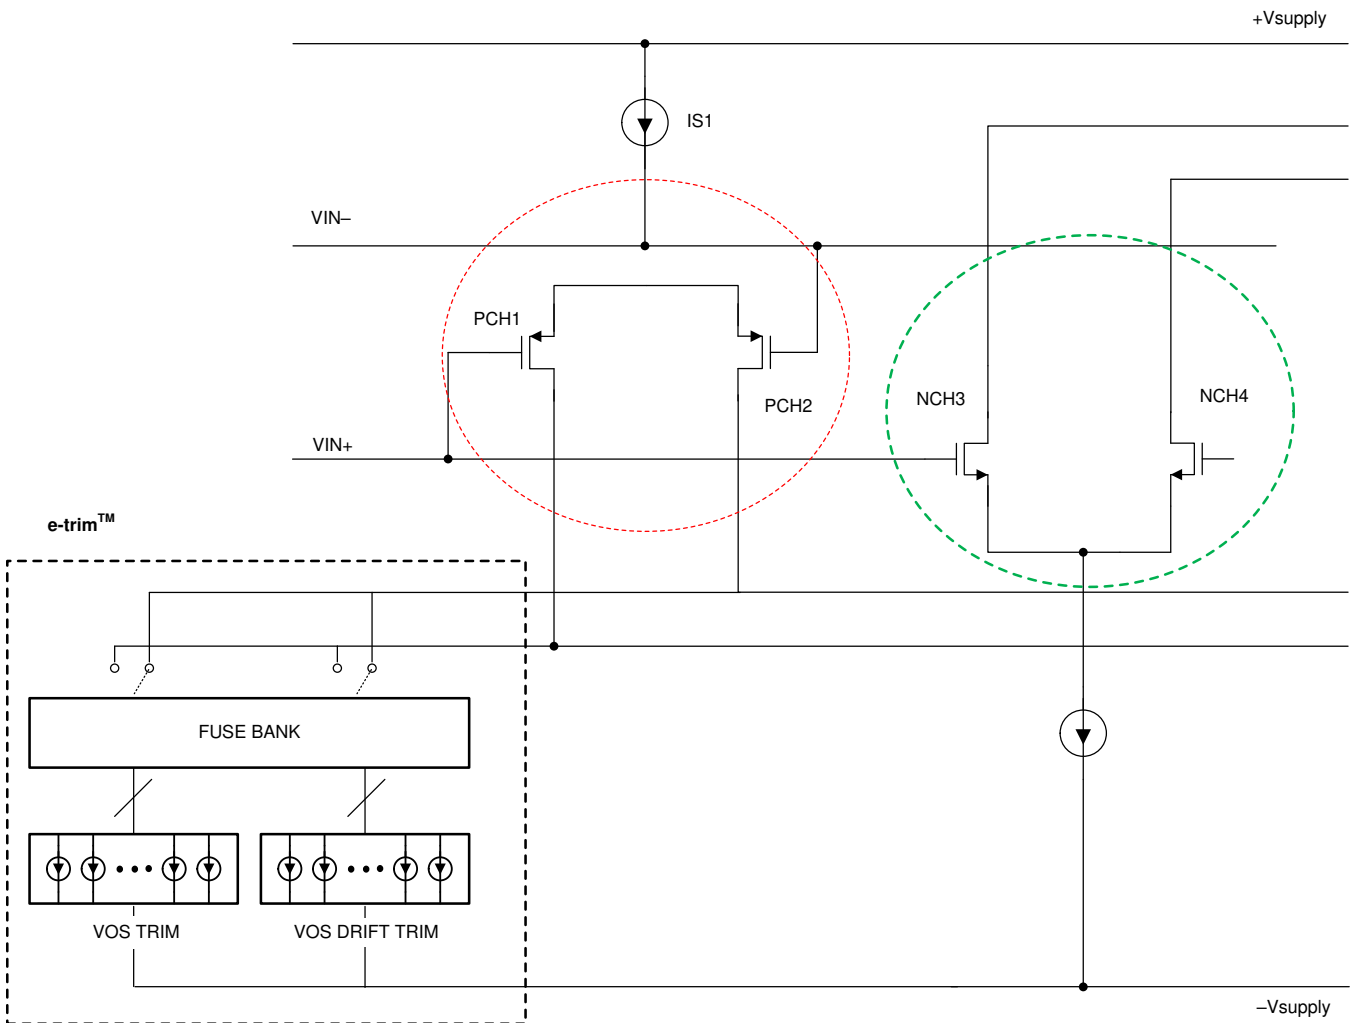 +Vsupply
IS1
VIN–
PCH1
PCH2
NCH3
NCH4
VIN+
e-trim™
FUSE BANK
VOS TRIM
VOS DRIFT TRIM
–Vsupply